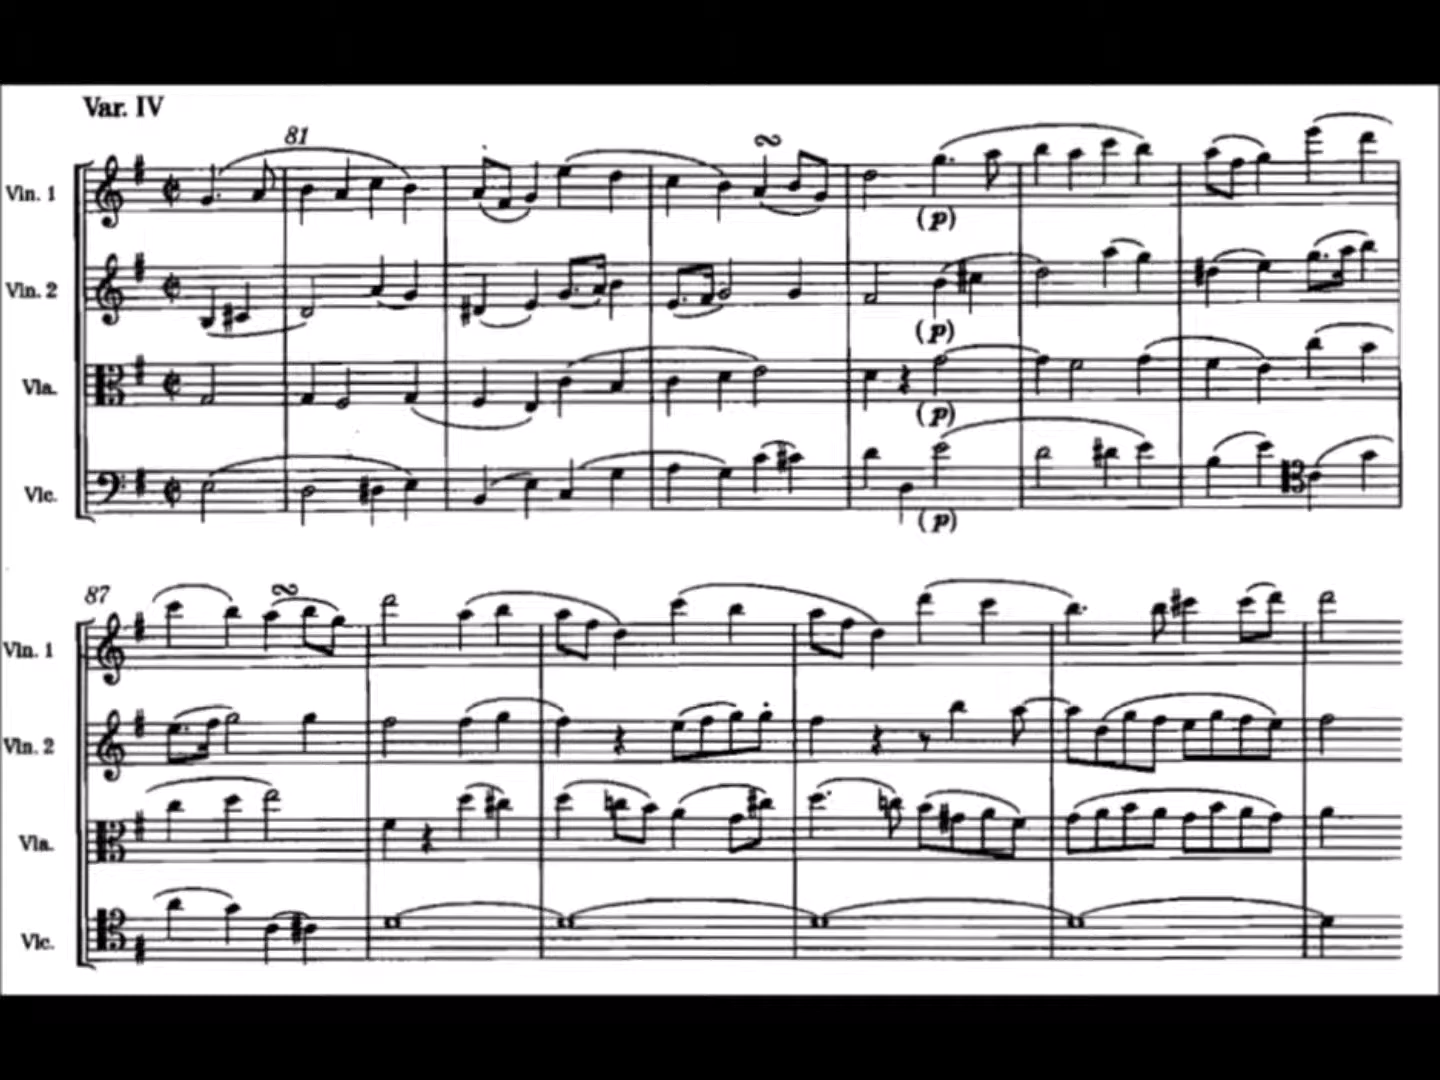 Var. IV
81
Vln. 1
(p)
Vln. 2
(p)
Vla.
(p)
Vlc.
(p)
87
Vln. 1
Vln. 2
Vla.
Vlc.